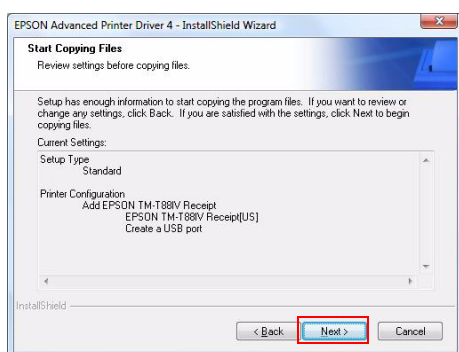 EPSON Advanced Printer Driver 4 - InstallShield Wizard
Start Copying Files
Review settings before copying files.
Setup has enough information to start copying the program files. If you want to review or
change any settings, click Back. If you are satisfied with the settings, click Next to begin
copying files.
Current Settings:
Setup Type
Standard
Printer Configuration
Add EPSON TM-T88IV Receipt
EPSON TM-T88IV Receipt[US]
Create a USB port
InstallShield
< Back
Next >
Cancel